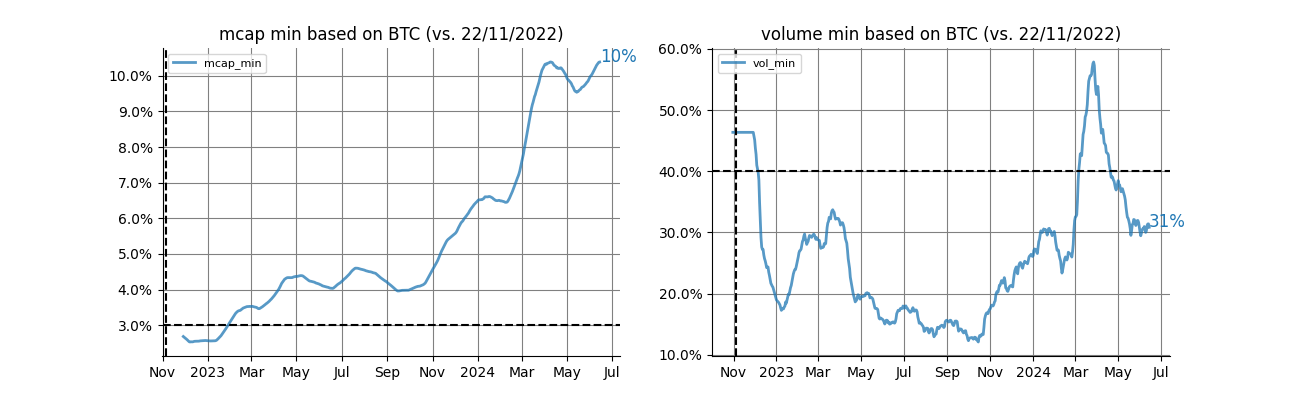 mcap min based on BTC (vs. 22/11/2022)
mcap_min
10%
10.0%
9.0%
8.0%
7.0%
6.0%
5.0%
4.0%
3.0%
Nov 2023 Mar May Jul Sep Nov 2024 Mar May Jul
volume min based on BTC (vs. 22/11/2022)
vol_min
60.0%
50.0%
40.0%
31%
30.0%
20.0%
10.0%
Nov 2023 Mar May Jul Sep Nov 2024 Mar May Jul